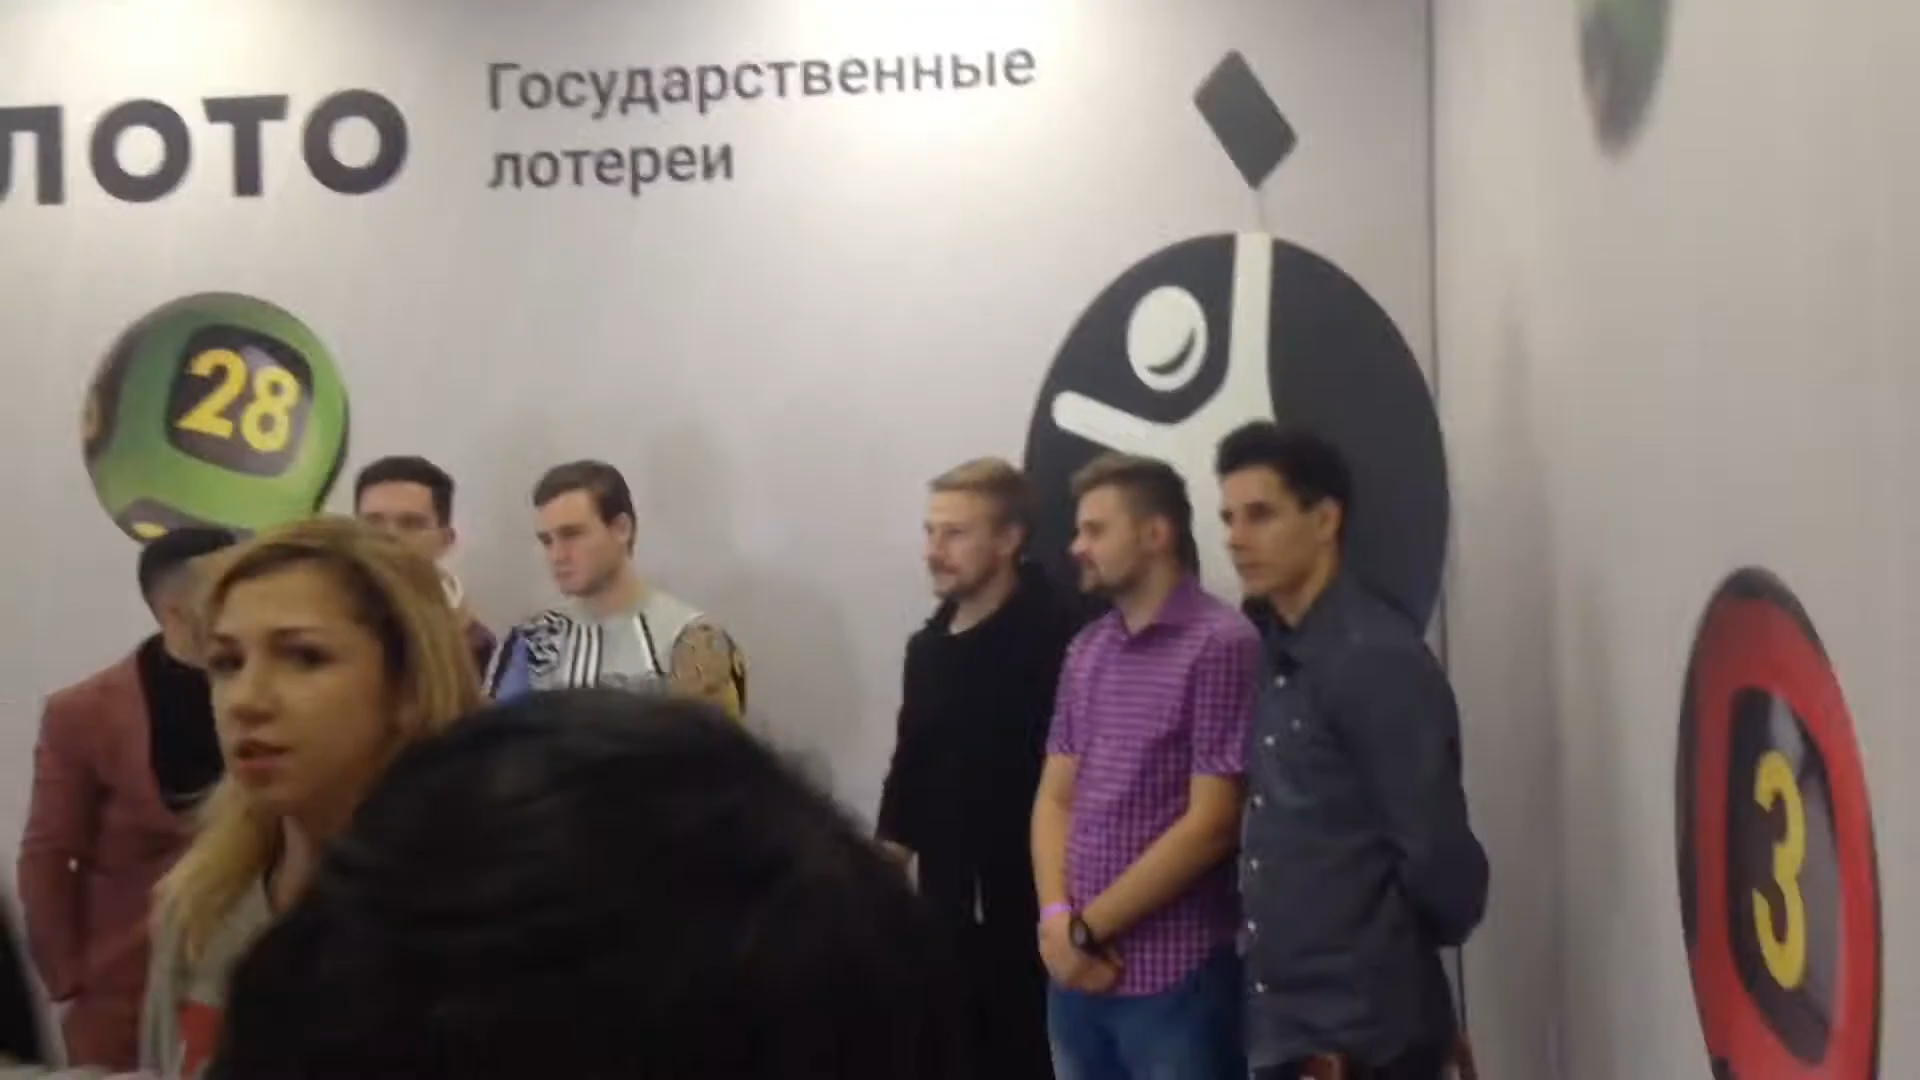 лото
Государственные
лотереи
28
3